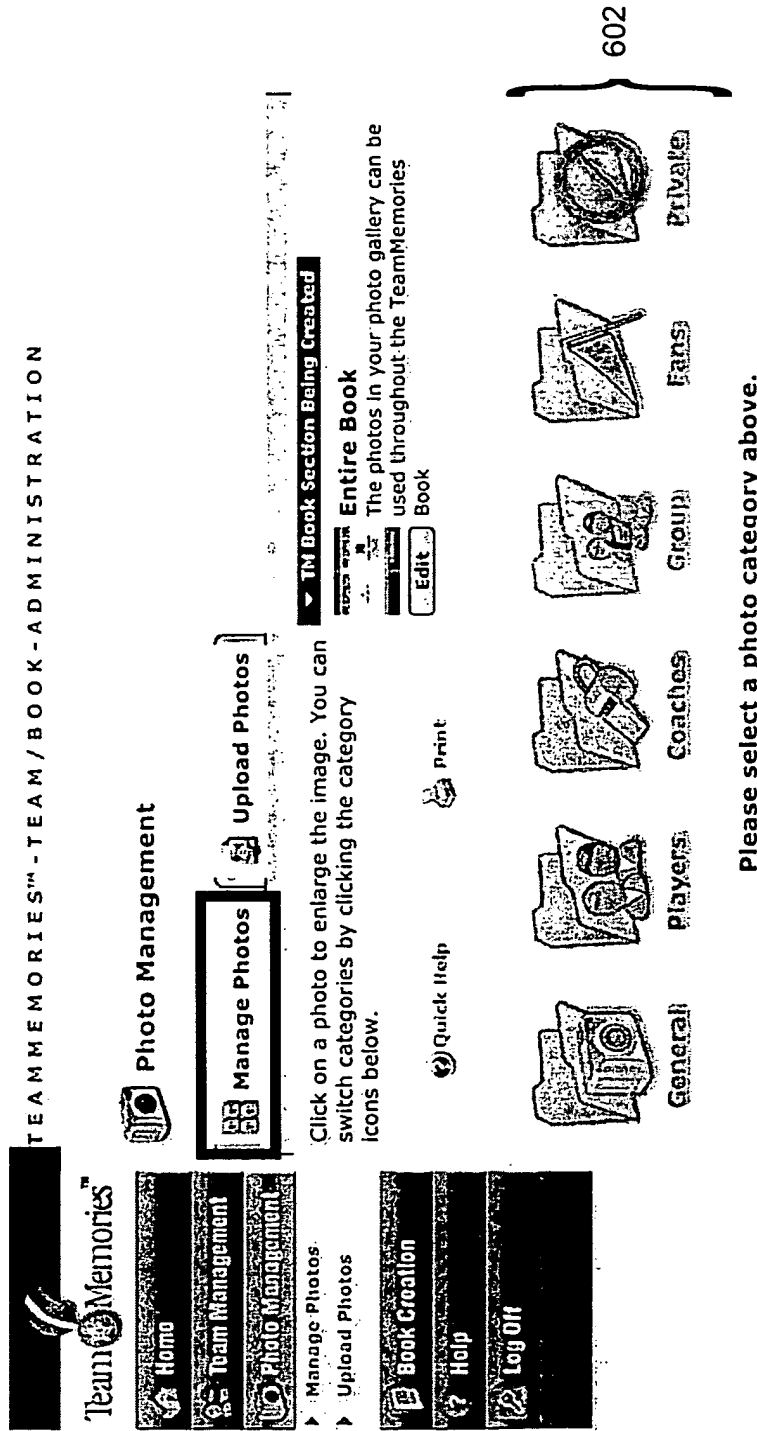 TEAMMEMORIES™-TEAM/BOOK-ADMINISTRATION
TeamMemories™
Home
Team Management
Photo Management
Manage Photos
Upload Photos
Book Creation
Help
Log Off
Photo Management
Manage Photos
Upload Photos
Click on a photo to enlarge the image. You can
switch categories by clicking the category
icons below.
Quick Help
Print
TM Book Section Being Created
Entire Book
The photos in your photo gallery can be
used throughout the TeamMemories
Book
Edit
General
Players
Coaches
Group
Fans
Private
602
Please select a photo category above.